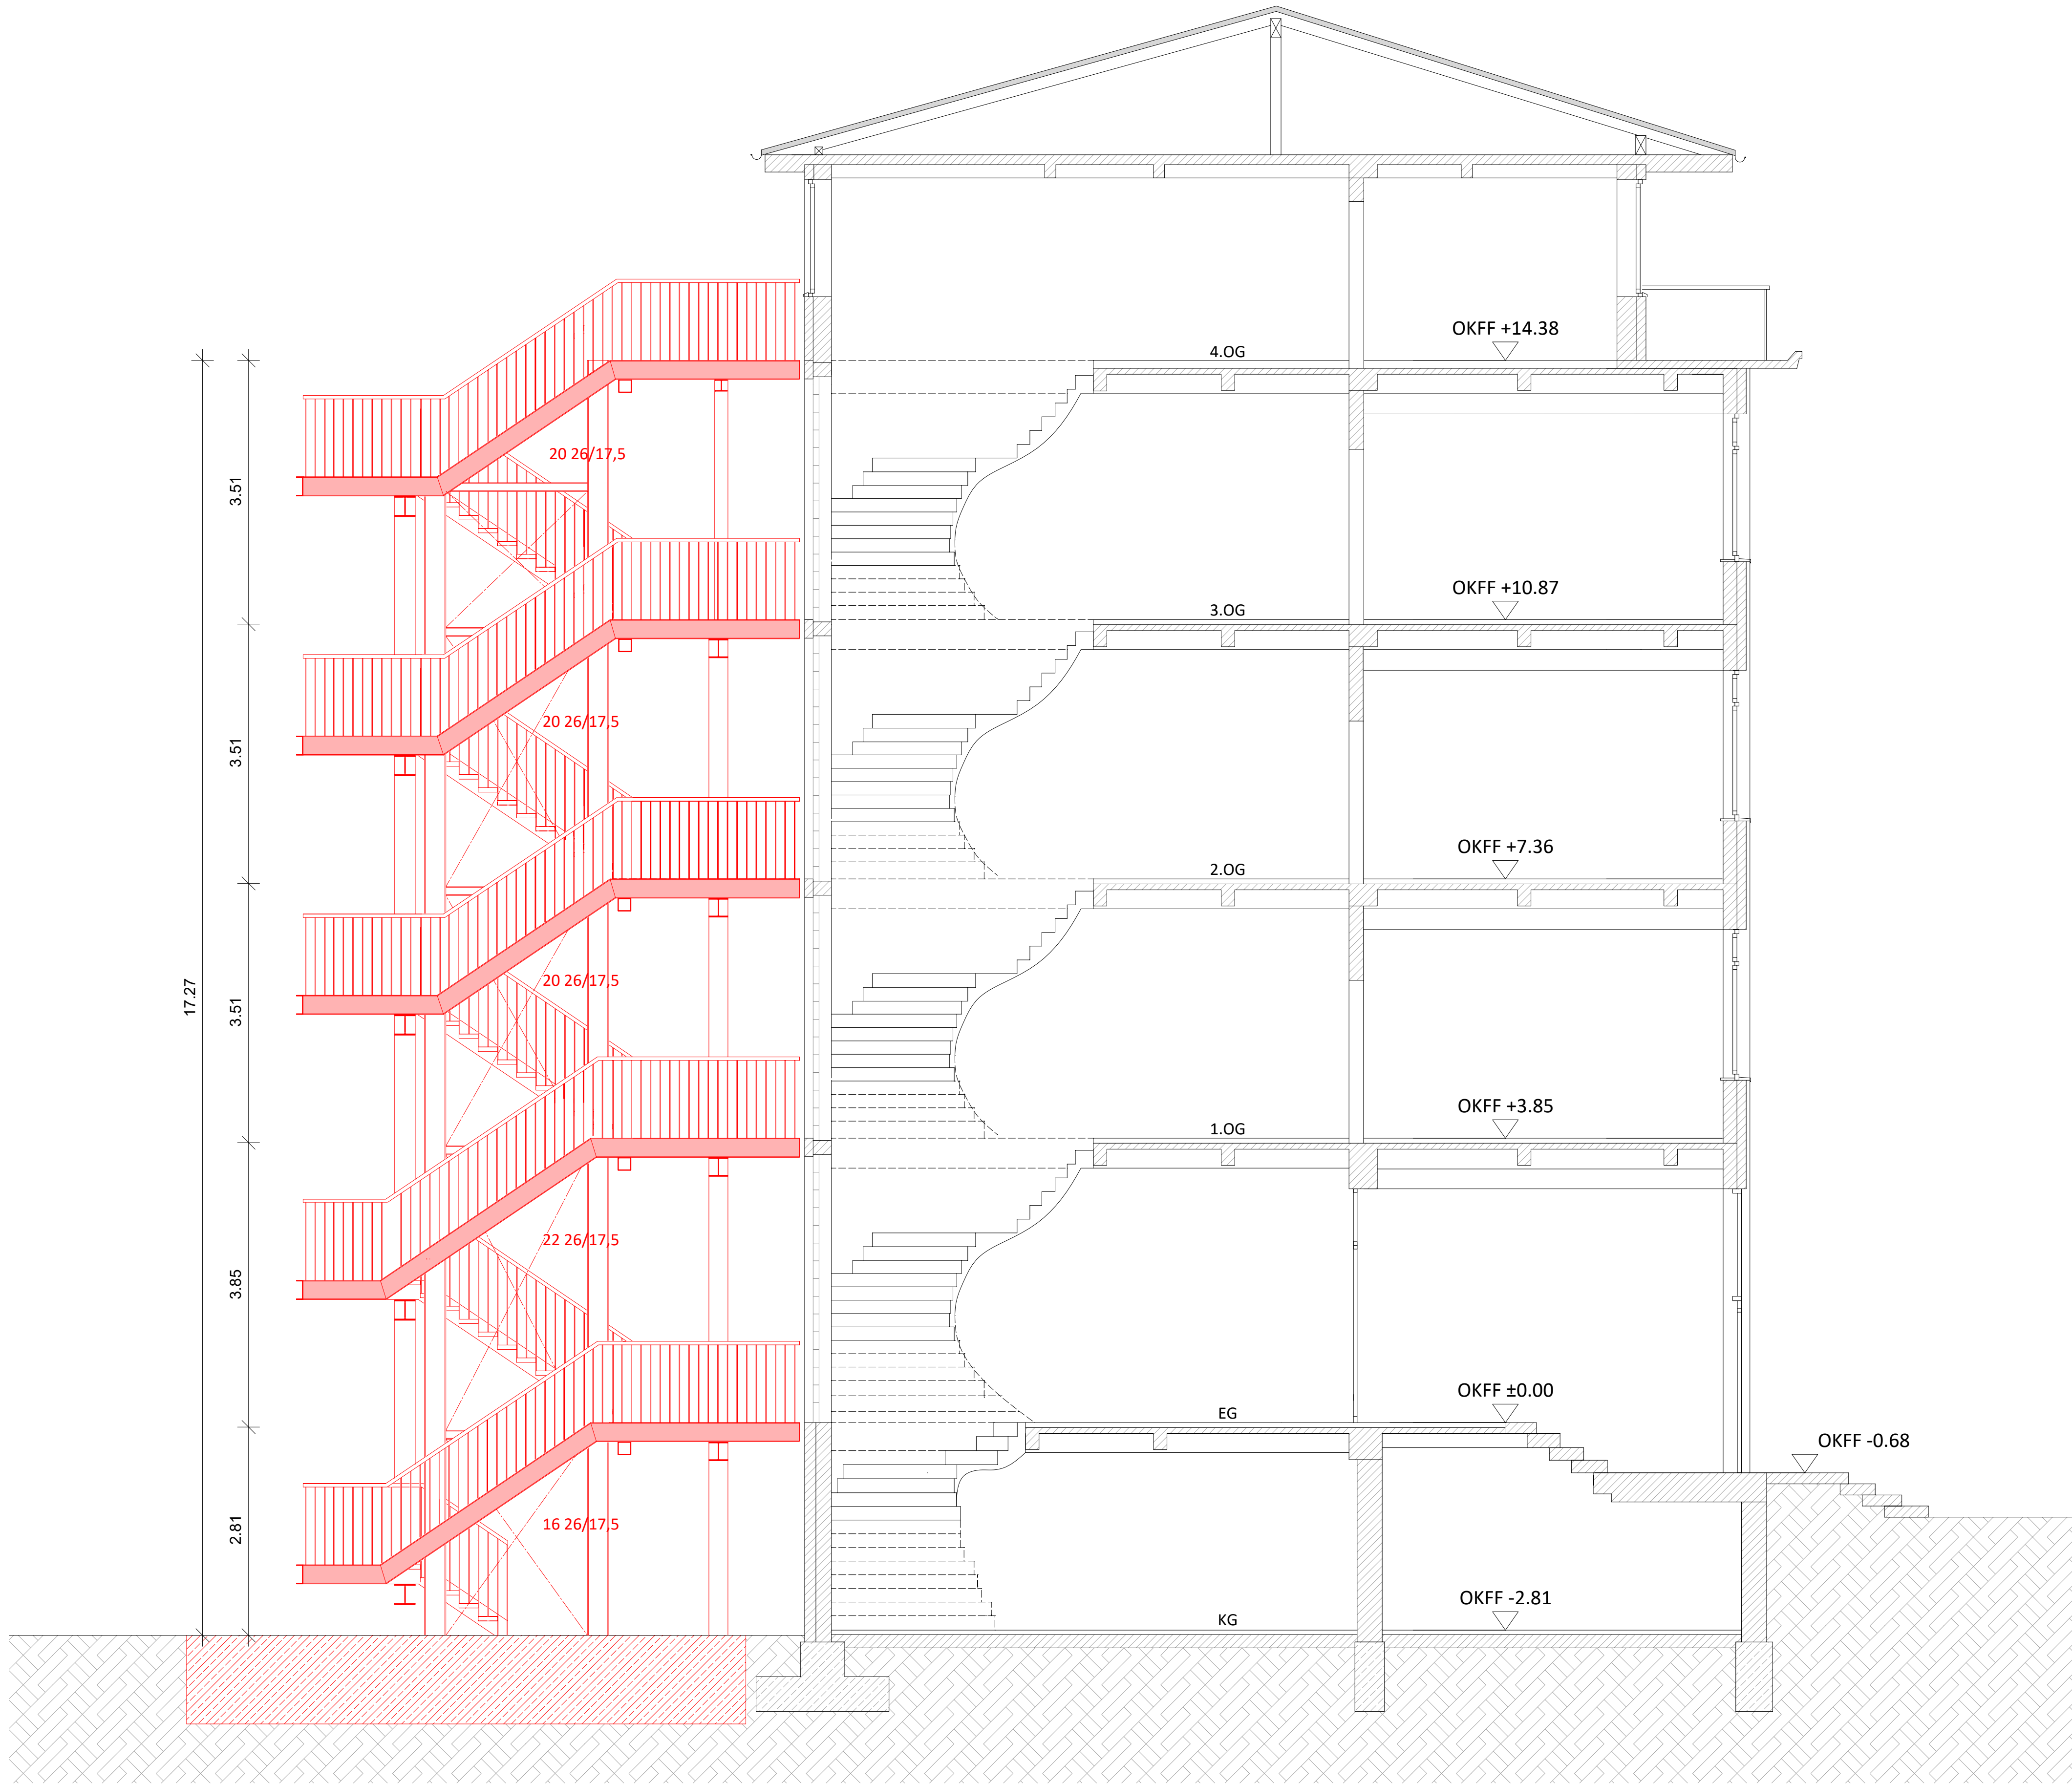 4.OG
OKFF +14.38
20 26/17,5
3.51
3.OG
OKFF +10.87
20 26/17,5
3.51
2.OG
OKFF +7.36
20 26/17,5
17.27
3.51
1.OG
OKFF +3.85
22 26/17,5
3.85
EG
OKFF ±0.00
OKFF -0.68
16 26/17,5
2.81
KG
OKFF -2.81